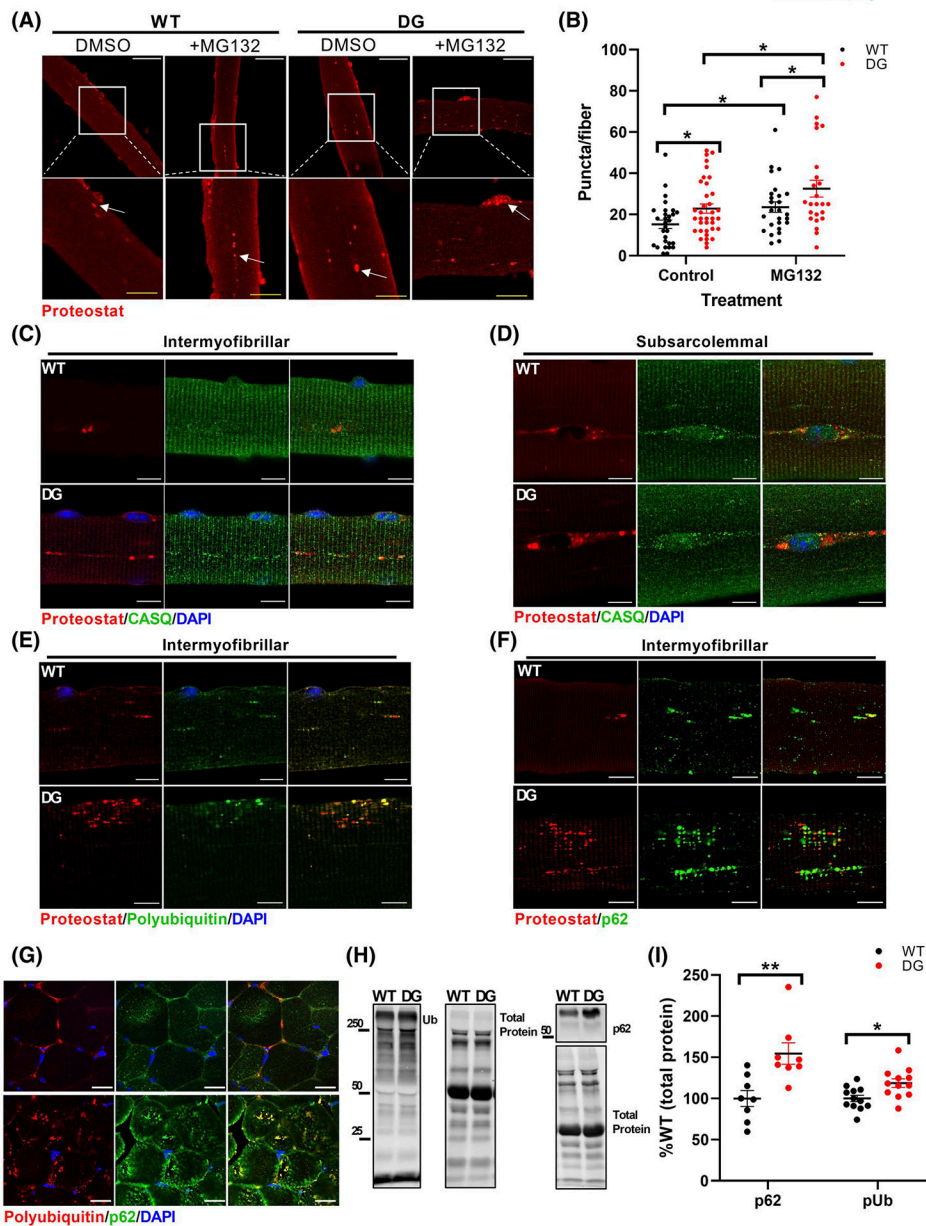 (A)
WT
DG
DMSO
+MG132
DMSO
+MG132
Proteostat
(B)
WT
DG
*
*
*
*
Puncta/fiber
100
80
60
40
20
0
Control
MG132
Treatment
(C)
Intermyofibrillar
WT
DG
Proteostat/CASQ/DAPI
(D)
Subsarcolemmal
WT
DG
Proteostat/CASQ/DAPI
(E)
Intermyofibrillar
WT
DG
Proteostat/Polyubiquitin/DAPI
(F)
Intermyofibrillar
WT
DG
Proteostat/p62
(G)
Polyubiquitin/p62/DAPI
(H)
WT DG
Ub
250
50
25
WT DG
Total
Protein
WT DG
50
p62
Total
Protein
(I)
WT
DG
**
*
%WT (total protein)
250
200
150
100
50
0
p62
pUb